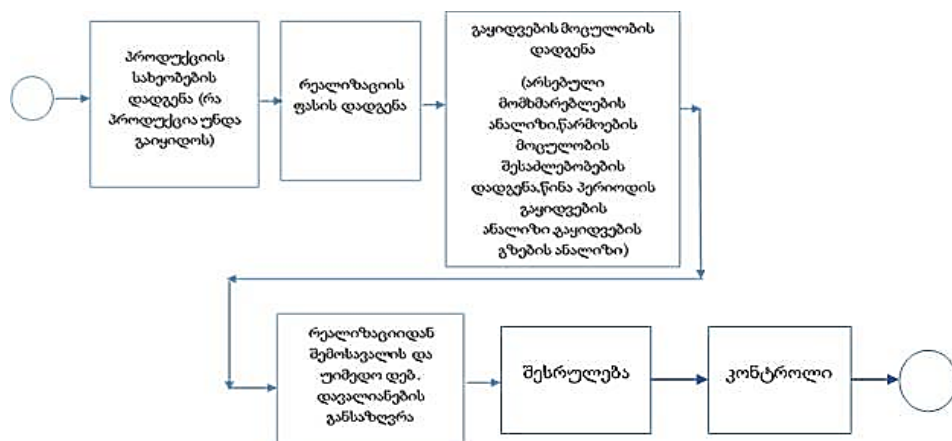 პროდუქციის
სახეობების
დადგენა (რა
პროდუქცია უნდა
გაიყიდოს)
რეალიზაციის
ფასის დადგენა
გაყიდვების მოცულობის
დადგენა
(არსებული
მომხმარებლების
ანალიზი,წარმოების
მოცულობის
შესაძლებობების
დადგენა,წინა პერიოდის
გაყიდვების
ანალიზი.გაყიდვების
გზების ანალიზი)
რეალიზაციიდან
შემოსავალის და
უიმედო დებ.
დავალიანების
განსაზღვრა
შესრულება
კონტროლი